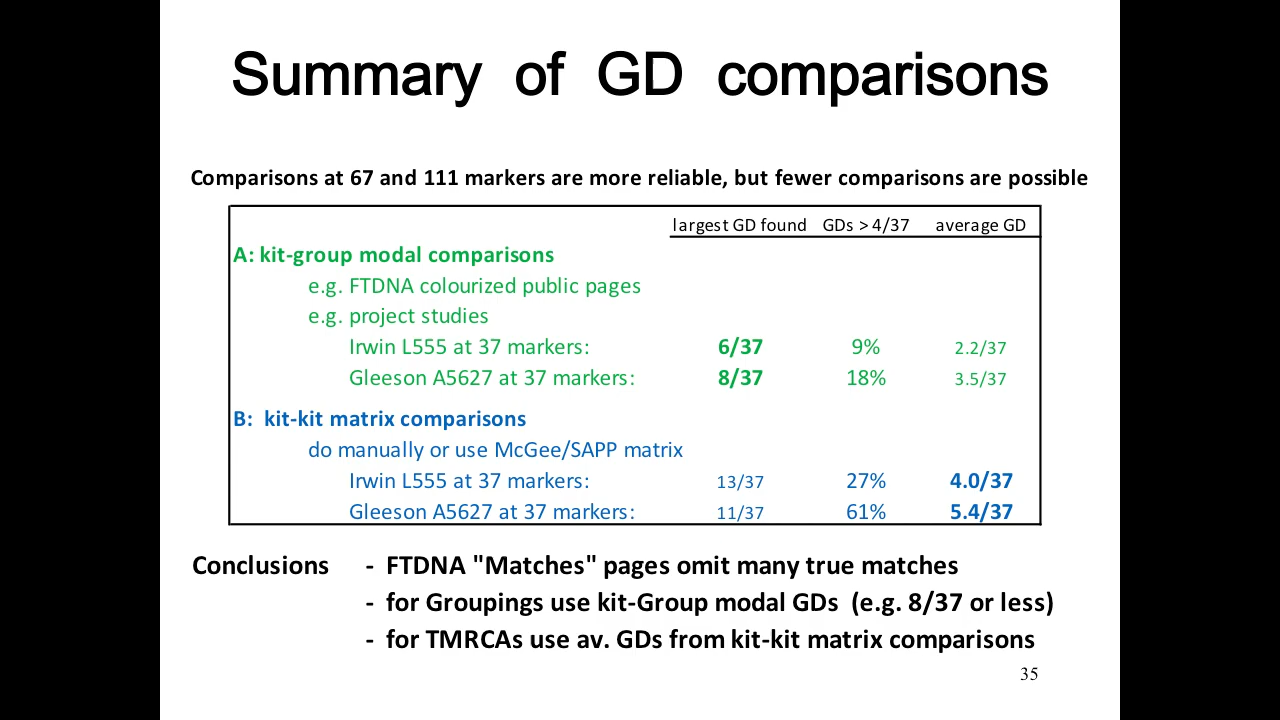 Summary of GD comparisons
Comparisons at 67 and 111 markers are more reliable, but fewer comparisons are possible
largest GD found GDs > 4/37 average GD
A: kit-group modal comparisons
e.g. FTDNA colourized public pages
e.g. project studies
Irwin L555 at 37 markers: 6/37 9% 2.2/37
Gleeson A5627 at 37 markers: 8/37 18% 3.5/37
B: kit-kit matrix comparisons
do manually or use McGee/SAPP matrix
Irwin L555 at 37 markers: 13/37 27% 4.0/37
Gleeson A5627 at 37 markers: 11/37 61% 5.4/37
Conclusions - FTDNA "Matches" pages omit many true matches
- for Groupings use kit-Group modal GDs (e.g. 8/37 or less)
- for TMRCAs use av. GDs from kit-kit matrix comparisons
35